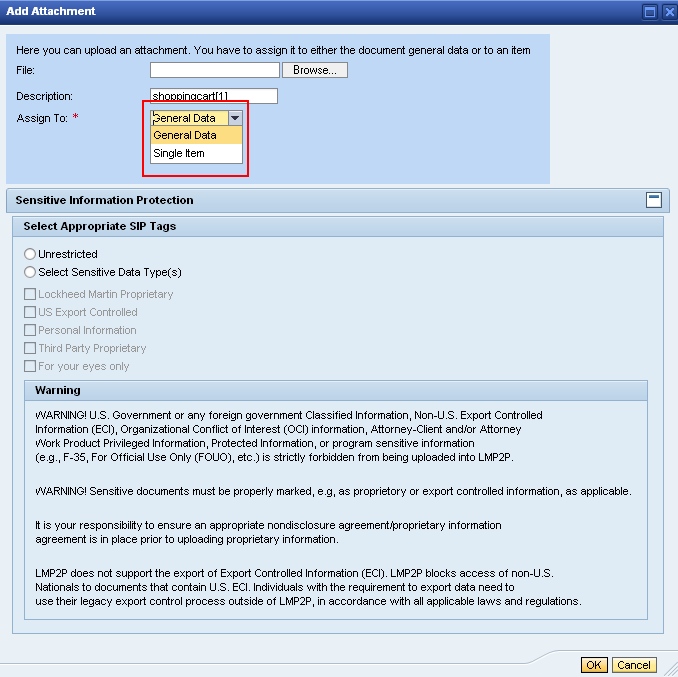 Add Attachment
Here you can upload an attachment. You have to assign it to either the document general data or to an item
File:
Browse...
Description:
shoppingcart[1]
Assign To: *
General Data
General Data
Single Item
Sensitive Information Protection
Select Appropriate SIP Tags
Unrestricted
Select Sensitive Data Type(s)
Lockheed Martin Proprietary
US Export Controlled
Personal Information
Third Party Proprietary
For your eyes only
Warning
WARNING! U.S. Government or any foreign government Classified Information, Non-U.S. Export Controlled
Information (ECI), Organizational Conflict of Interest (OCI) information, Attorney-Client and/or Attorney
Work Product Privileged Information, Protected Information, or program sensitive information
(e.g., F-35, For Official Use Only (FOUO), etc.) is strictly forbidden from being uploaded into LMP2P.
WARNING! Sensitive documents must be properly marked, e.g, as proprietory or export controlled information, as applicable.
It is your responsibility to ensure an appropriate nondisclosure agreement/proprietary information
agreement is in place prior to uploading proprietary information.
LMP2P does not support the export of Export Controlled Information (ECI). LMP2P blocks access of non-U.S.
Nationals to documents that contain U.S. ECI. Individuals with the requirement to export data need to
use their legacy export control process outside of LMP2P, in accordance with all applicable laws and regulations.
OK
Cancel